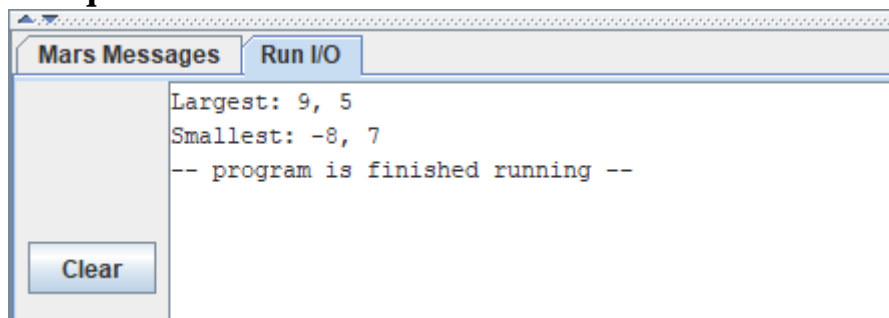 Mars Messages Run I/O
Largest: 9, 5
Smallest: -8, 7
-- program is finished running --
Clear